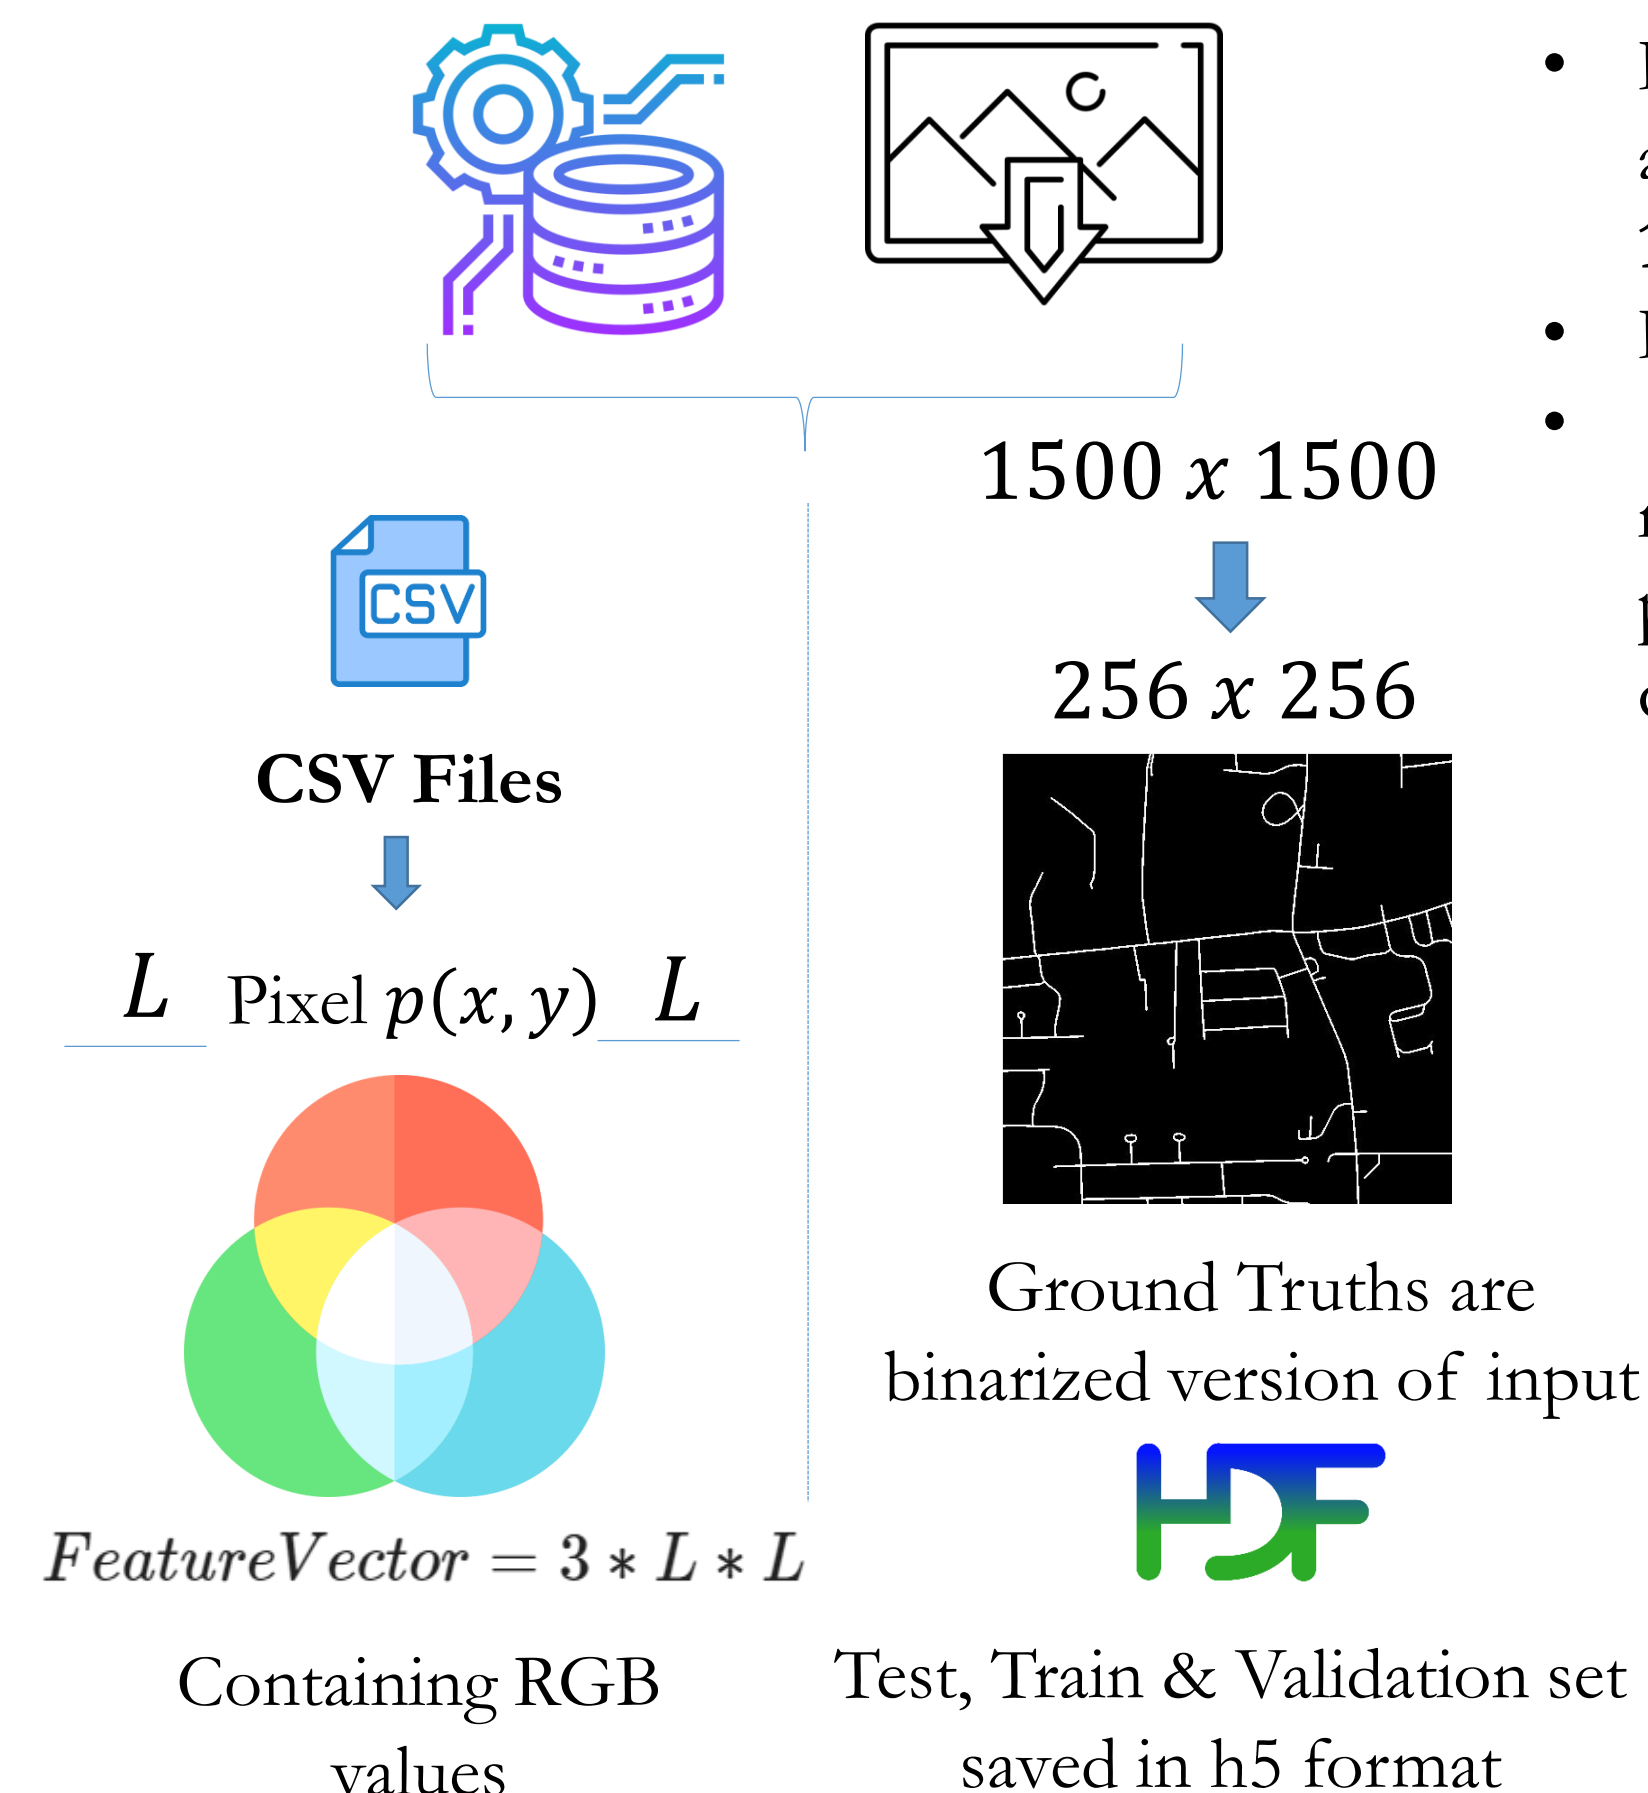 1500 x 1500
256 x 256
CSV
CSV Files
L Pixel p(x, y) L
FeatureVector = 3 * L * L
Containing RGB
values
Ground Truths are
binarized version of input
HDF
Test, Train & Validation set
saved in h5 format